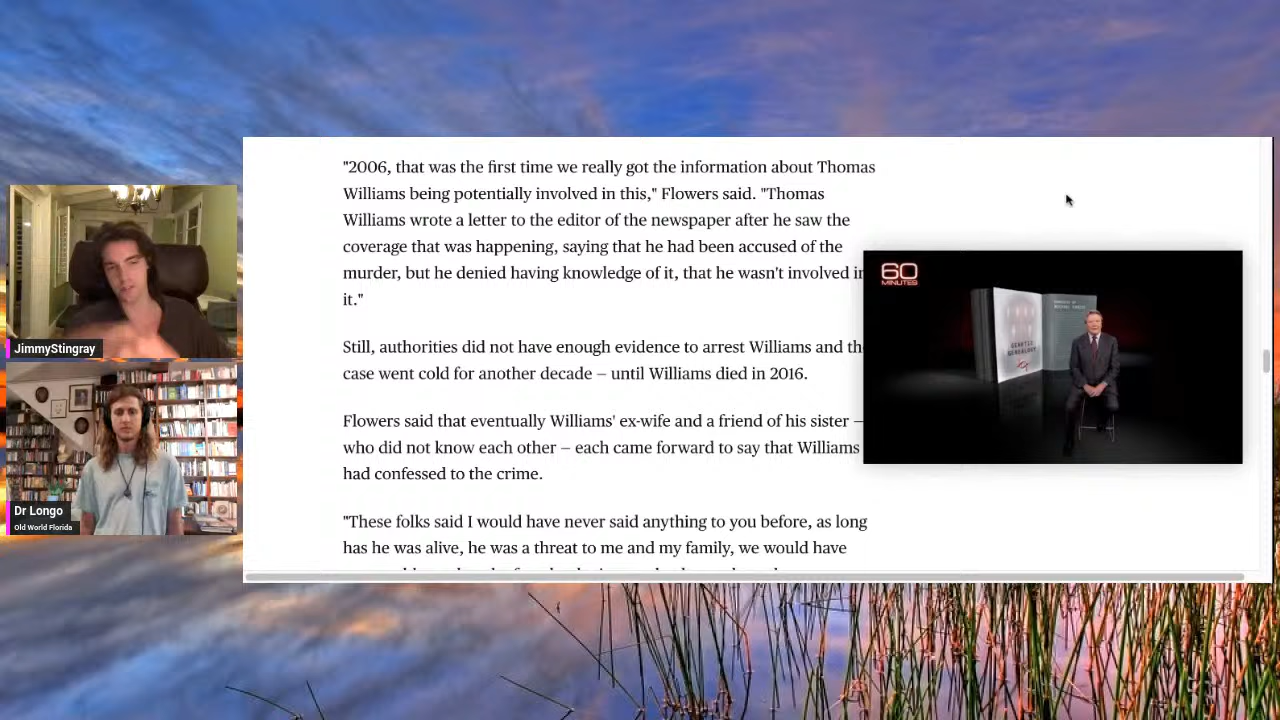 "2006, that was the first time we really got the information about Thomas
Williams being potentially involved in this," Flowers said. "Thomas
Williams wrote a letter to the editor of the newspaper after he saw the
coverage that was happening, saying that he had been accused of the
murder, but he denied having knowledge of it, that he wasn't involved in
it."
Still, authorities did not have enough evidence to arrest Williams and th
case went cold for another decade – until Williams died in 2016.
Flowers said that eventually Williams' ex-wife and a friend of his sister –
who did not know each other – each came forward to say that Williams
had confessed to the crime.
"These folks said I would have never said anything to you before, as long
has he was alive, he was a threat to me and my family, we would have
60
MINUTES
GENETIC
GENEALOGY
JimmyStingray
Dr Longo
Old World Florida